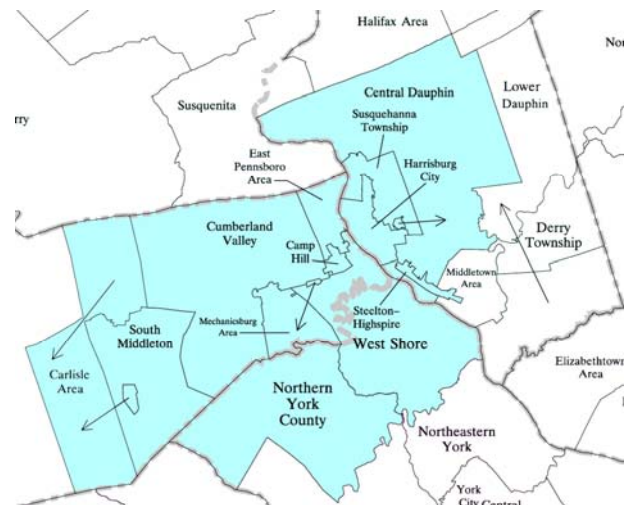 Halifax Area
Nor
Central Dauphin
Lower
Dauphin
Susquenita
rry
Susquehanna
Township
East
Pennsboro
Area
Harrisburg
City
Cumberland
Valley
Camp
Hill
Derry
Township
Middletown
Area
Steelton-
Highspire
Mechanicsburg
Area
South
Middleton
West Shore
Carlisle
Area
Elizabethtown
Area
Northern
York
County
Northeastern
York
York
City Central